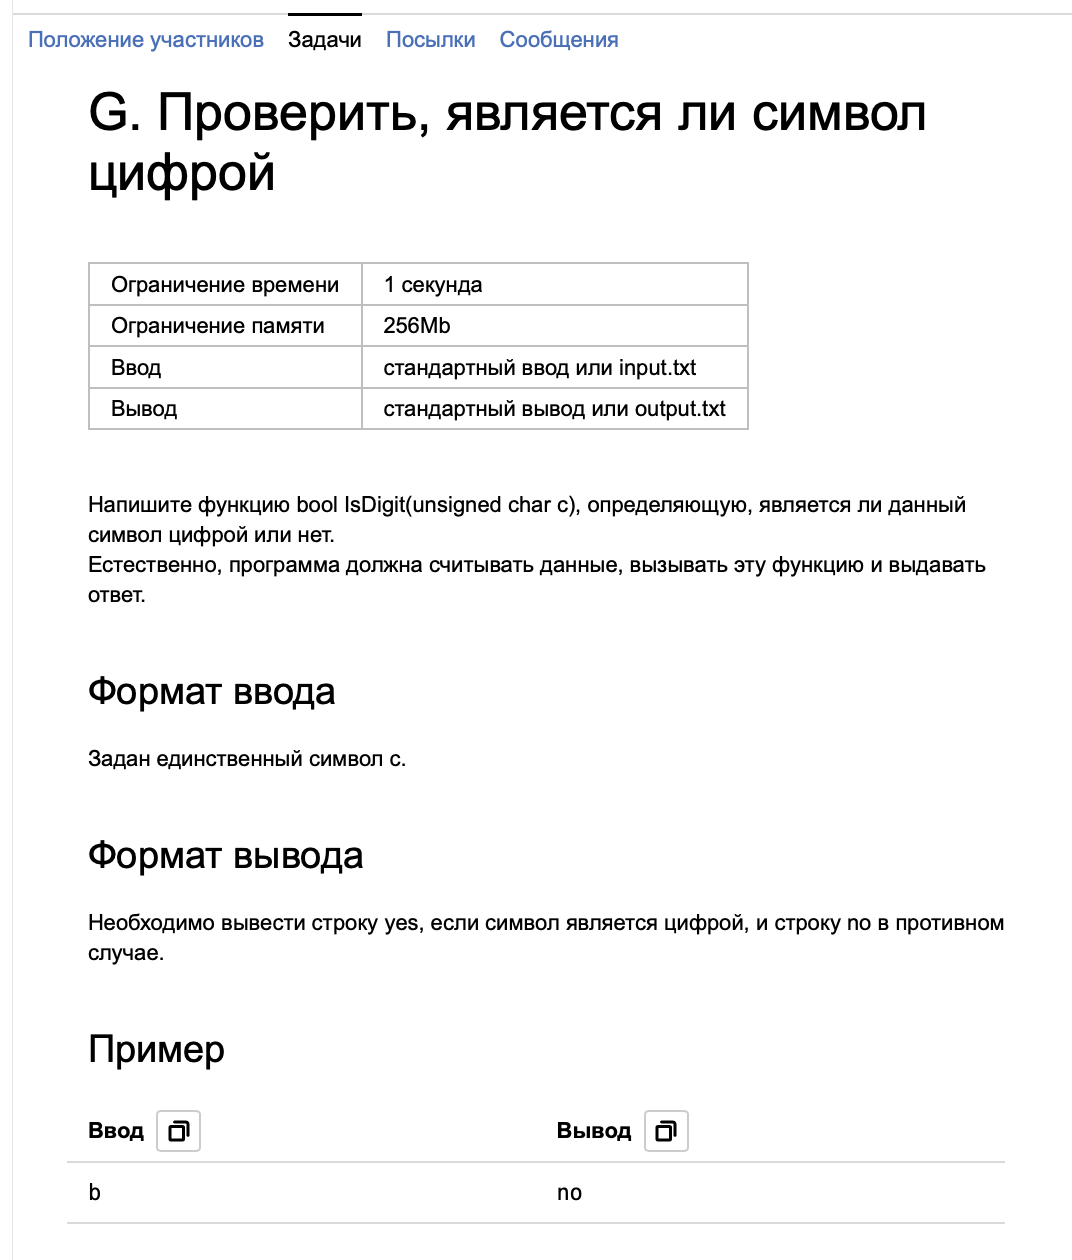 Положение участников Задачи Посылки Сообщения
G. Проверить, является ли символ
цифрой
Ограничение времени 1 секунда
Ограничение памяти 256Mb
Ввод стандартный ввод или input.txt
Вывод стандартный вывод или output.txt
Напишите функцию bool IsDigit(unsigned char c), определяющую, является ли данный
символ цифрой или нет.
Естественно, программа должна считывать данные, вызывать эту функцию и выдавать
ответ.
Формат ввода
Задан единственный символ c.
Формат вывода
Необходимо вывести строку yes, если символ является цифрой, и строку no в противном
случае.
Пример
Ввод Вывод
b no